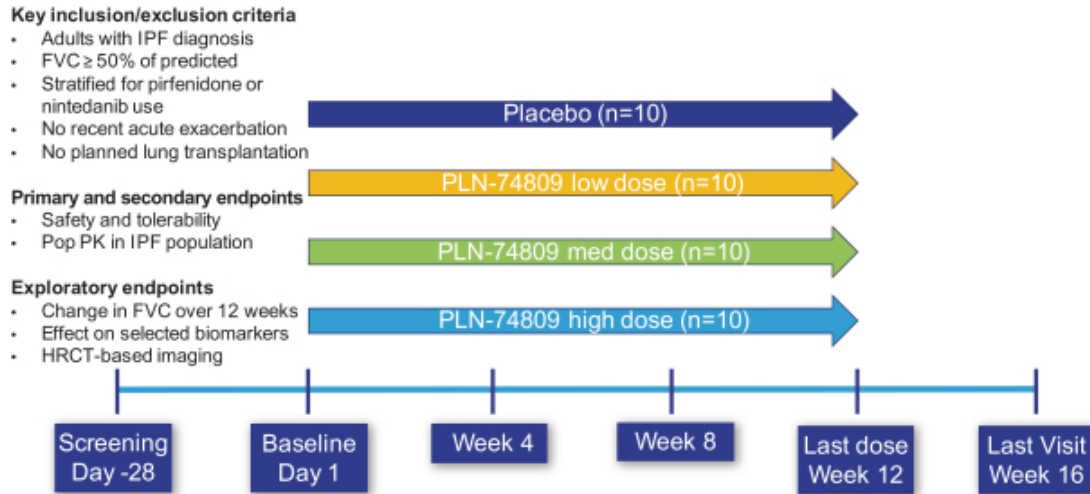 Key inclusion/exclusion criteria
• Adults with IPF diagnosis
• FVC ≥ 50% of predicted
• Stratified for pirfenidone or
nintedanib use
• No recent acute exacerbation
• No planned lung transplantation
Primary and secondary endpoints
• Safety and tolerability
• Pop PK in IPF population
Exploratory endpoints
• Change in FVC over 12 weeks
• Effect on selected biomarkers
• HRCT-based imaging
Placebo (n=10)
PLN-74809 low dose (n=10)
PLN-74809 med dose (n=10)
PLN-74809 high dose (n=10)
Screening
Day -28
Baseline
Day 1
Week 4
Week 8
Last dose
Week 12
Last Visit
Week 16